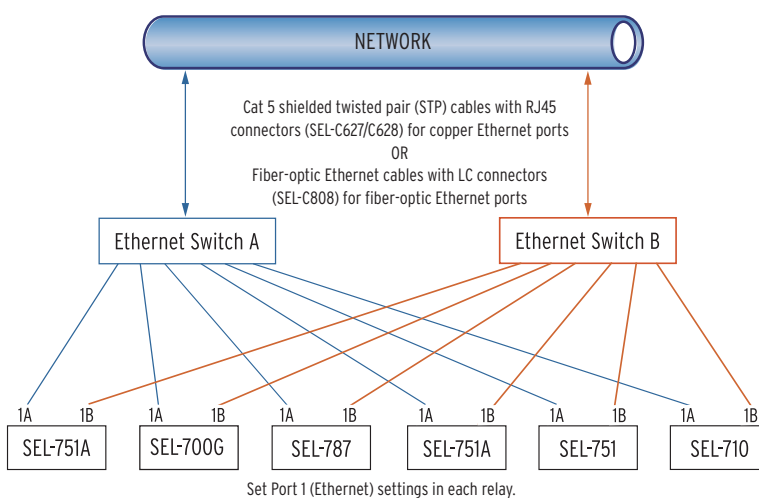 NETWORK
Cat 5 shielded twisted pair (STP) cables with RJ45
connectors (SEL-C627/C628) for copper Ethernet ports
OR
Fiber-optic Ethernet cables with LC connectors
(SEL-C808) for fiber-optic Ethernet ports
Ethernet Switch A
Ethernet Switch B
1A 1B 1A 1B 1A 1B 1A 1B 1A 1B 1A 1B
SEL-751A SEL-700G SEL-787 SEL-751A SEL-751 SEL-710
Set Port 1 (Ethernet) settings in each relay.